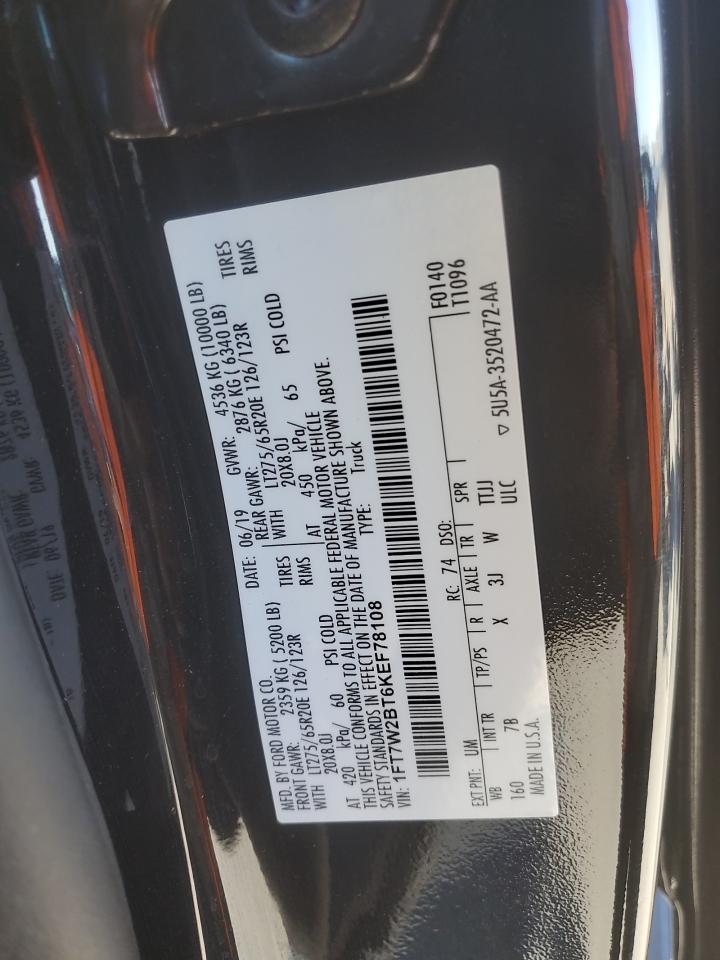 MFD. BY FORD MOTOR CO.
DATE: 06/19 GVWR: 4536 KG (10000 LB)
FRONT GAWR: 2359 KG ( 5200 LB) REAR GAWR: 2876 KG ( 6340 LB)
WITH LT275/65R20E 126/123R TIRES WITH LT275/65R20E 126/123R TIRES
20X8.0J RIMS 20X8.0J RIMS
AT 420 kPa/ 60 PSI COLD AT 450 kPa/ 65 PSI COLD
THIS VEHICLE CONFORMS TO ALL APPLICABLE FEDERAL MOTOR VEHICLE
SAFETY STANDARDS IN EFFECT ON THE DATE OF MANUFACTURE SHOWN ABOVE.
VIN: 1FT7W2BT6KEF78108 TYPE: Truck
F0140
T1096
EXT PNT: UM RC: 74 DSO:
WB INT TR TP/PS R AXLE TR SPR
160 7B X 3J W TTJJ
ULC
MADE IN U.S.A. ▽ 5U5A-3520472-AA